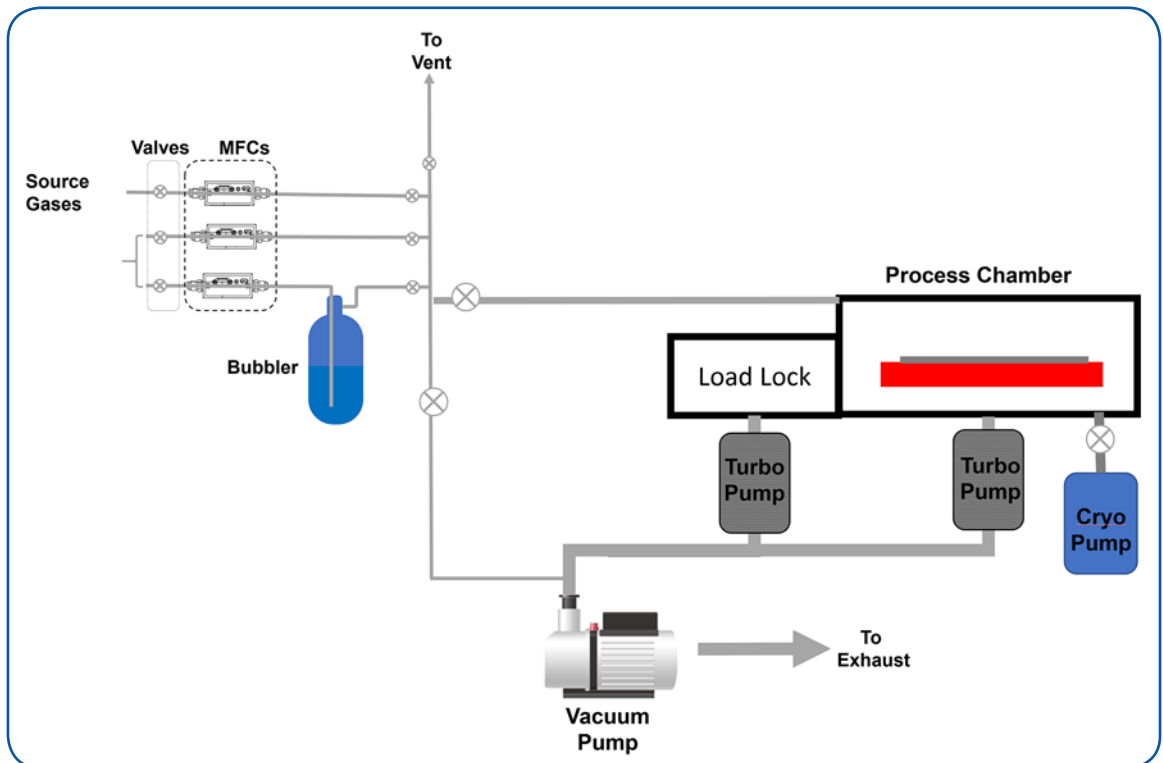 To
Vent
Valves
MFCs
Source
Gases
Bubbler
Process Chamber
Load Lock
Turbo
Pump
Turbo
Pump
Cryo
Pump
To
Exhaust
Vacuum
Pump